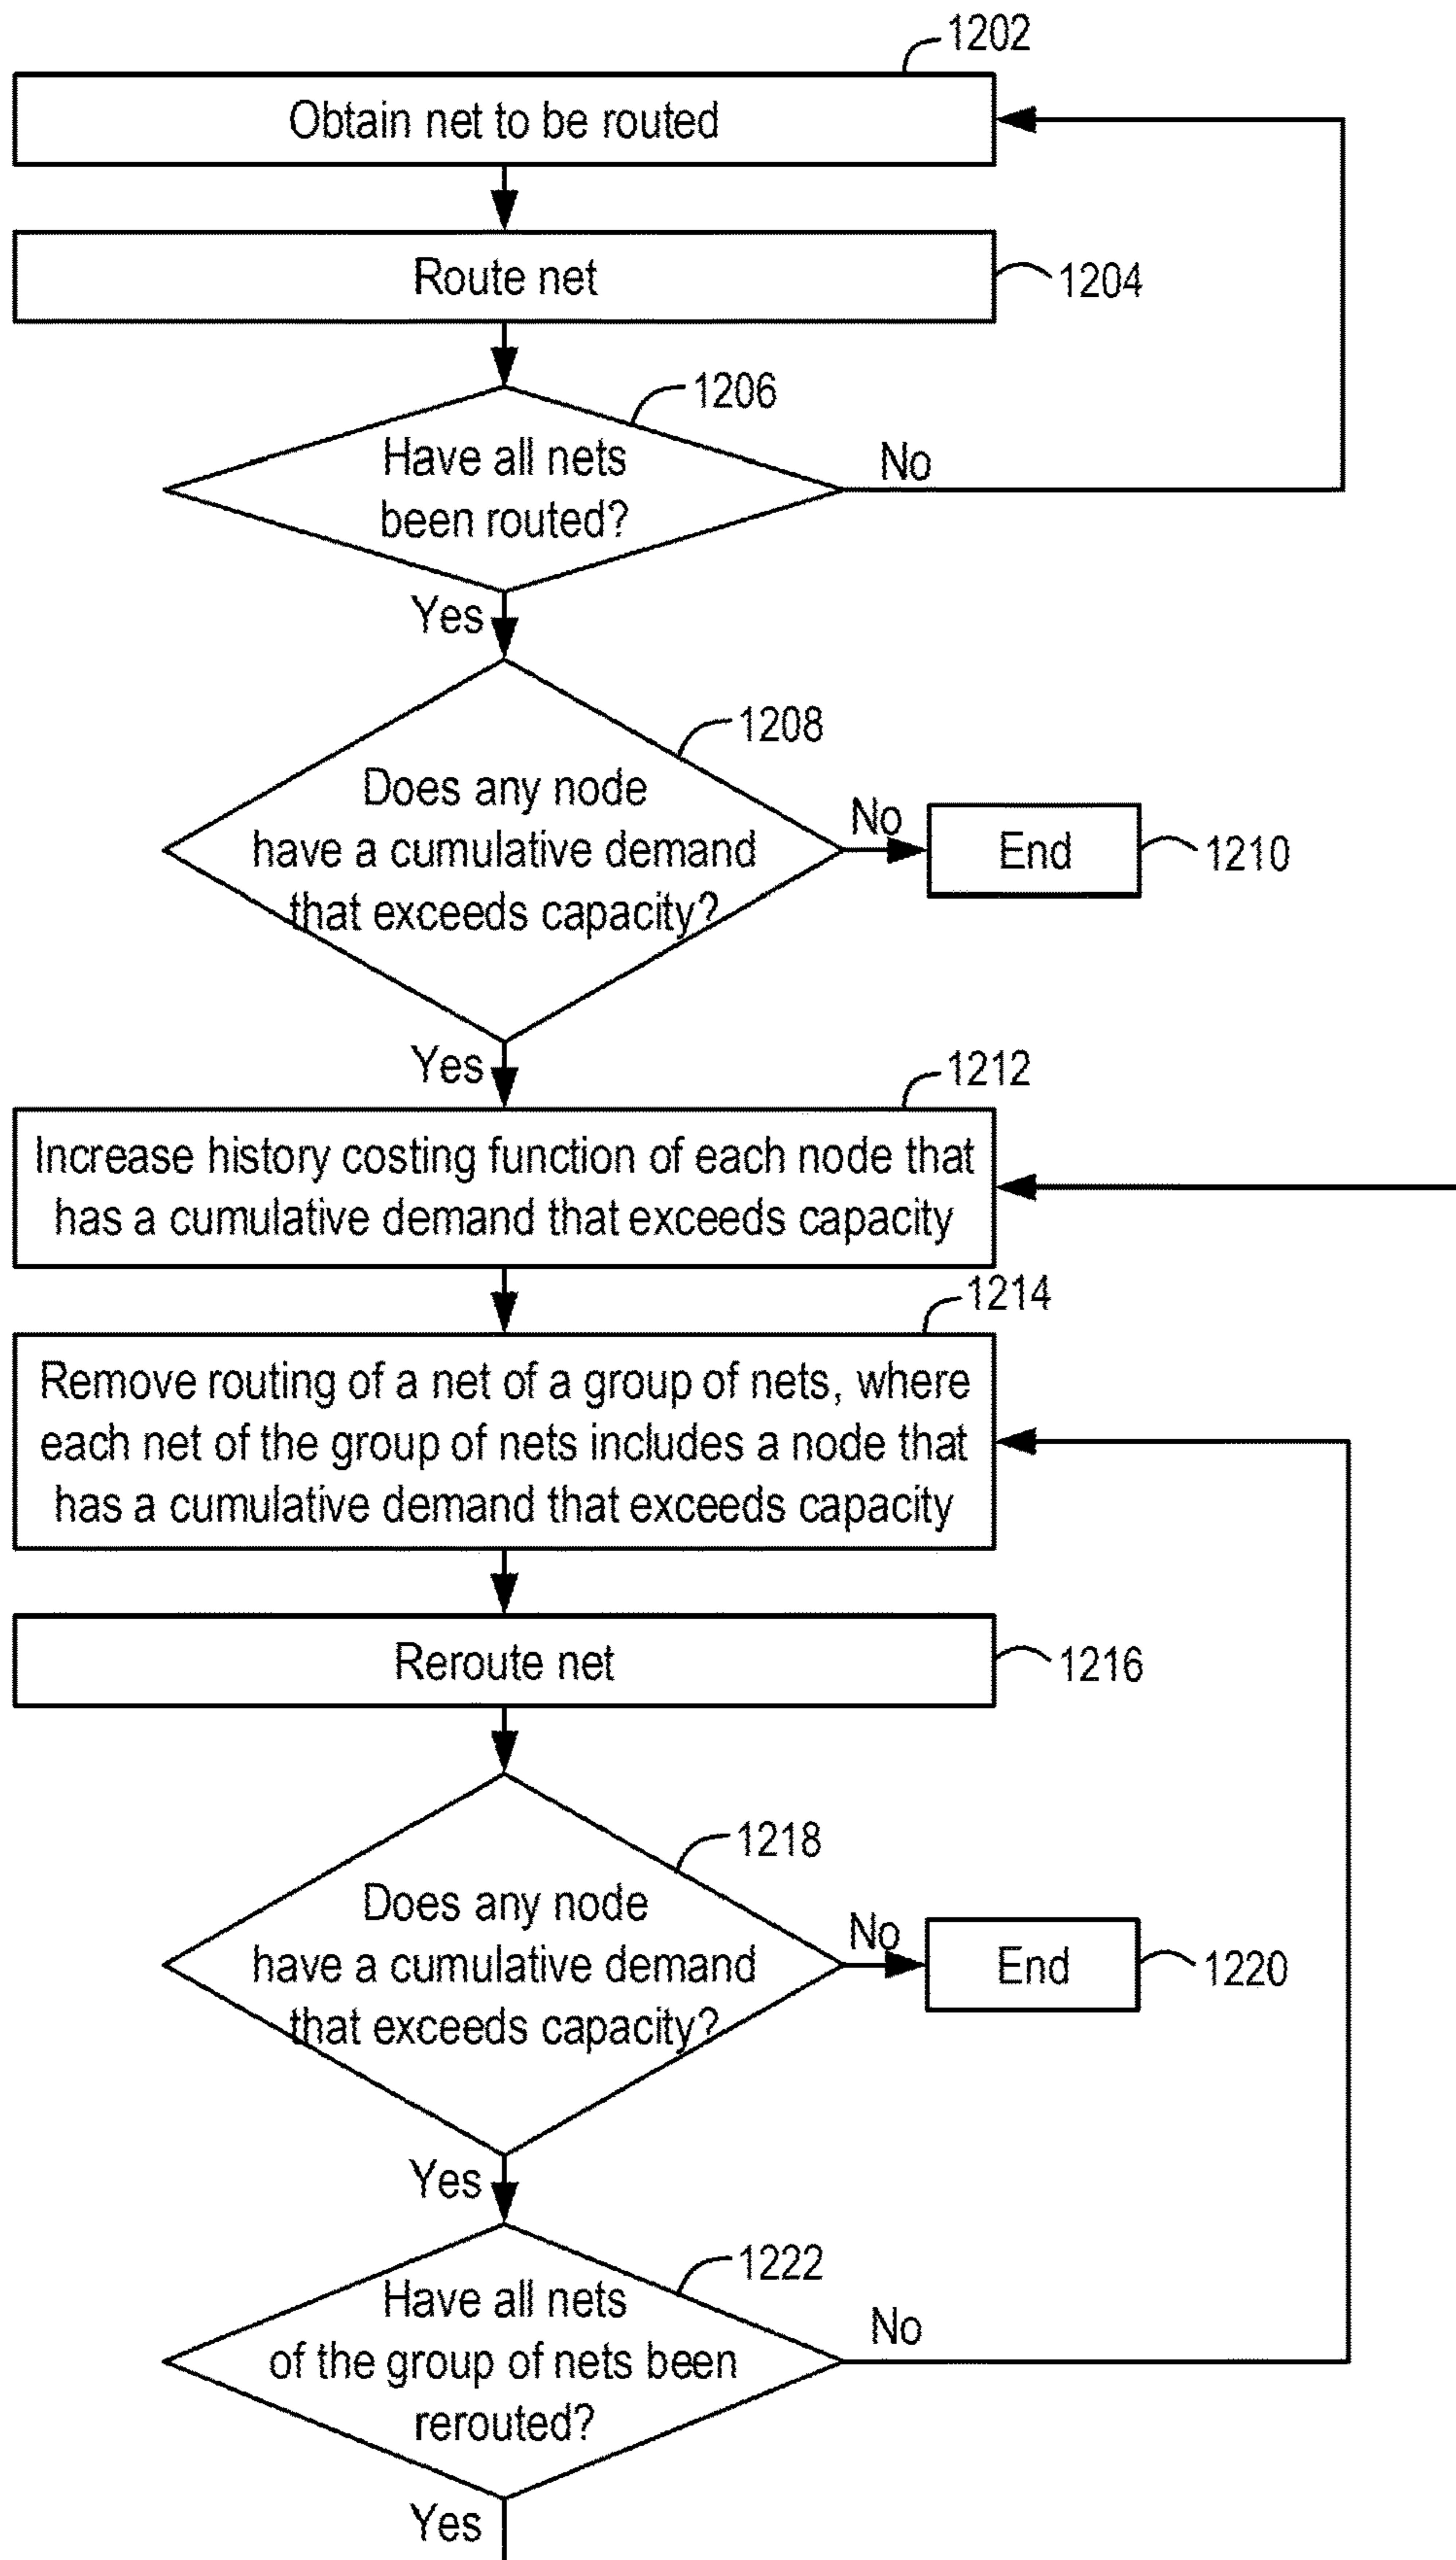 1202
Obtain net to be routed
Route net
1204
1206
Have all nets
been routed?
No
Yes
1208
Does any node
have a cumulative demand
that exceeds capacity?
No
End
1210
Yes
1212
Increase history costing function of each node that
has a cumulative demand that exceeds capacity
1214
Remove routing of a net of a group of nets, where
each net of the group of nets includes a node that
has a cumulative demand that exceeds capacity
Reroute net
1216
1218
Does any node
have a cumulative demand
that exceeds capacity?
No
End
1220
Yes
1222
Have all nets
of the group of nets been
rerouted?
No
Yes